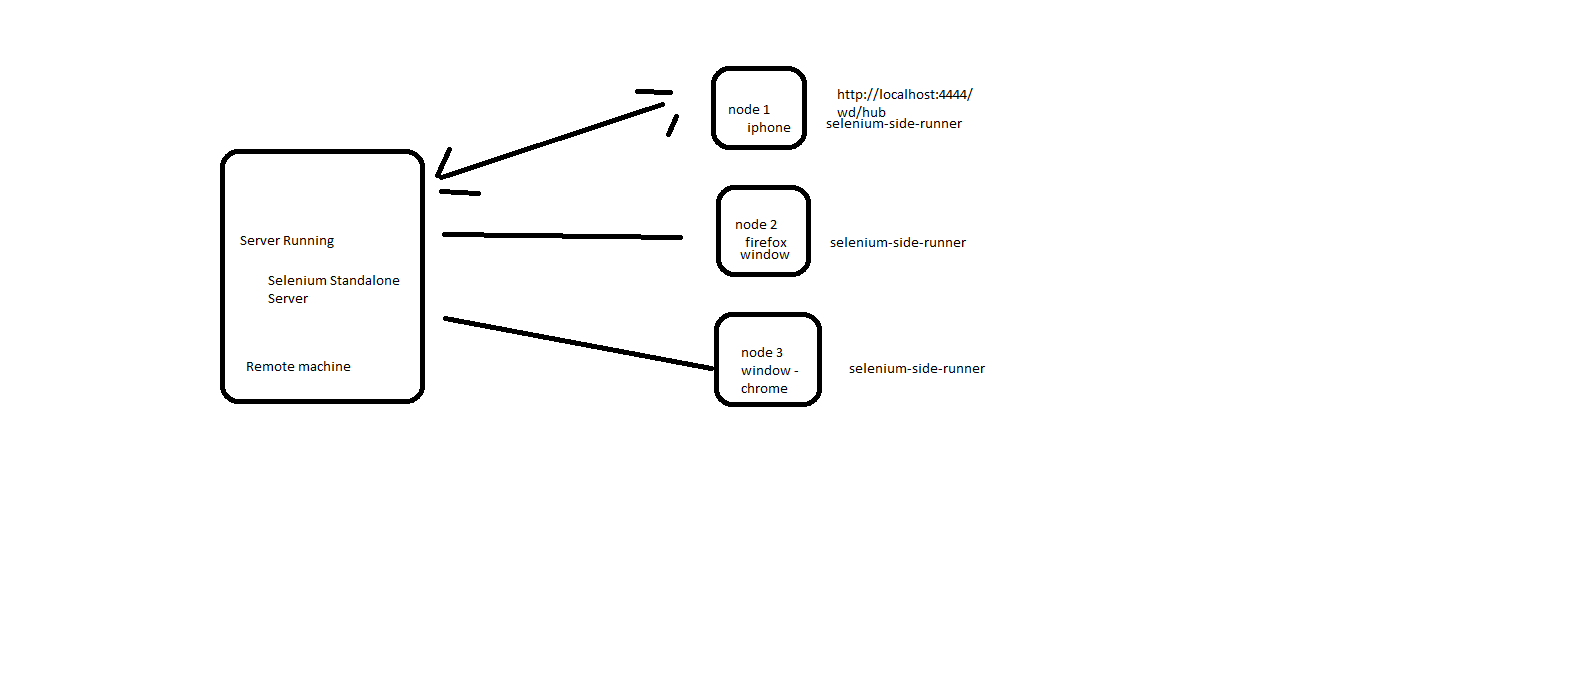 Server Running
Selenium Standalone
Server
Remote machine
node 1
iphone
http://localhost:4444/
wd/hub
selenium-side-runner
node 2
firefox
window
selenium-side-runner
node 3
window -
chrome
selenium-side-runner